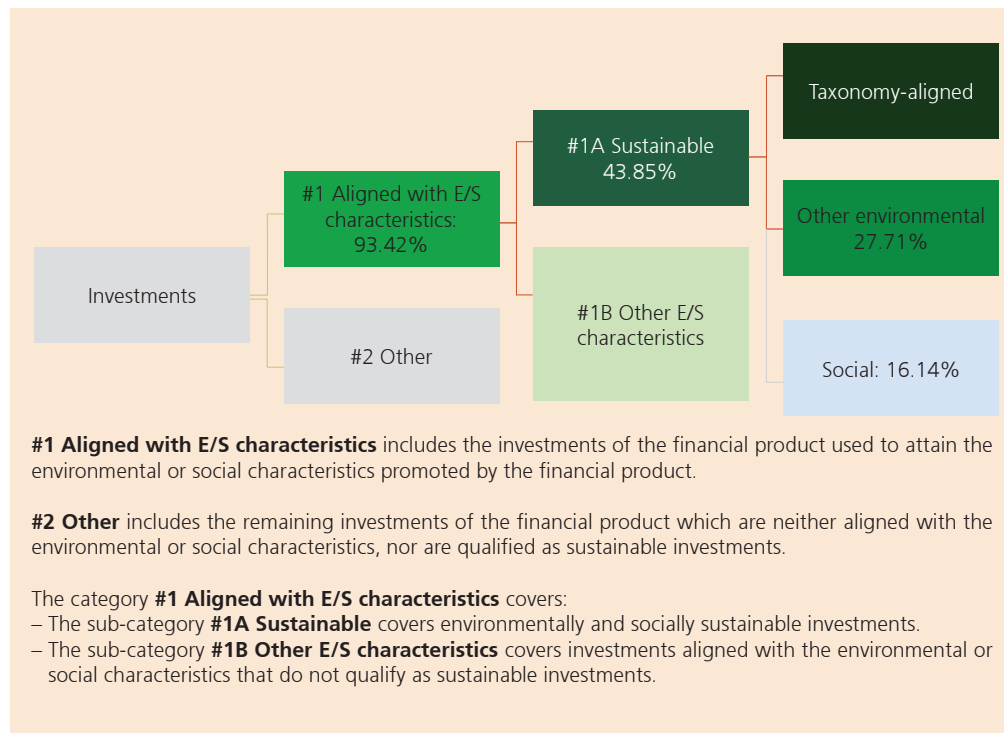 Taxonomy-aligned
#1A Sustainable
43.85%
#1 Aligned with E/S
characteristics:
93.42%
Other environmental
27.71%
Investments
#1B Other E/S
characteristics
#2 Other
Social: 16.14%
#1 Aligned with E/S characteristics includes the investments of the financial product used to attain the
environmental or social characteristics promoted by the financial product.
#2 Other includes the remaining investments of the financial product which are neither aligned with the
environmental or social characteristics, nor are qualified as sustainable investments.
The category #1 Aligned with E/S characteristics covers:
– The sub-category #1A Sustainable covers environmentally and socially sustainable investments.
– The sub-category #1B Other E/S characteristics covers investments aligned with the environmental or
social characteristics that do not qualify as sustainable investments.